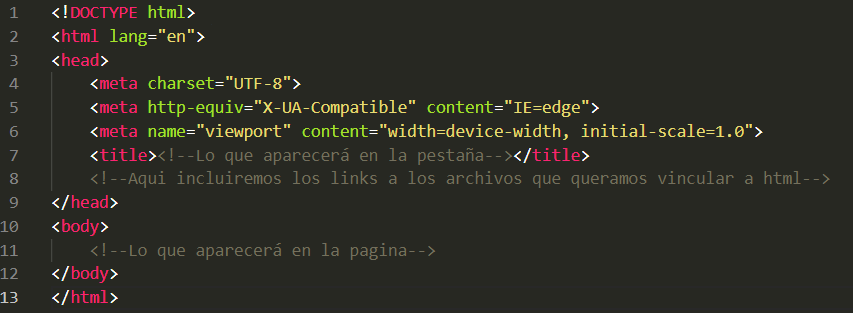 1 <!DOCTYPE html>
2 <html lang="en">
3 <head>
4 <meta charset="UTF-8">
5 <meta http-equiv="X-UA-Compatible" content="IE=edge">
6 <meta name="viewport" content="width=device-width, initial-scale=1.0">
7 <title><!--Lo que aparecerá en la pestaña--></title>
8 <!--Aqui incluiremos los links a los archivos que queramos vincular a html-->
9 </head>
10 <body>
11 <!--Lo que aparecerá en la pagina-->
12 </body>
13 </html>